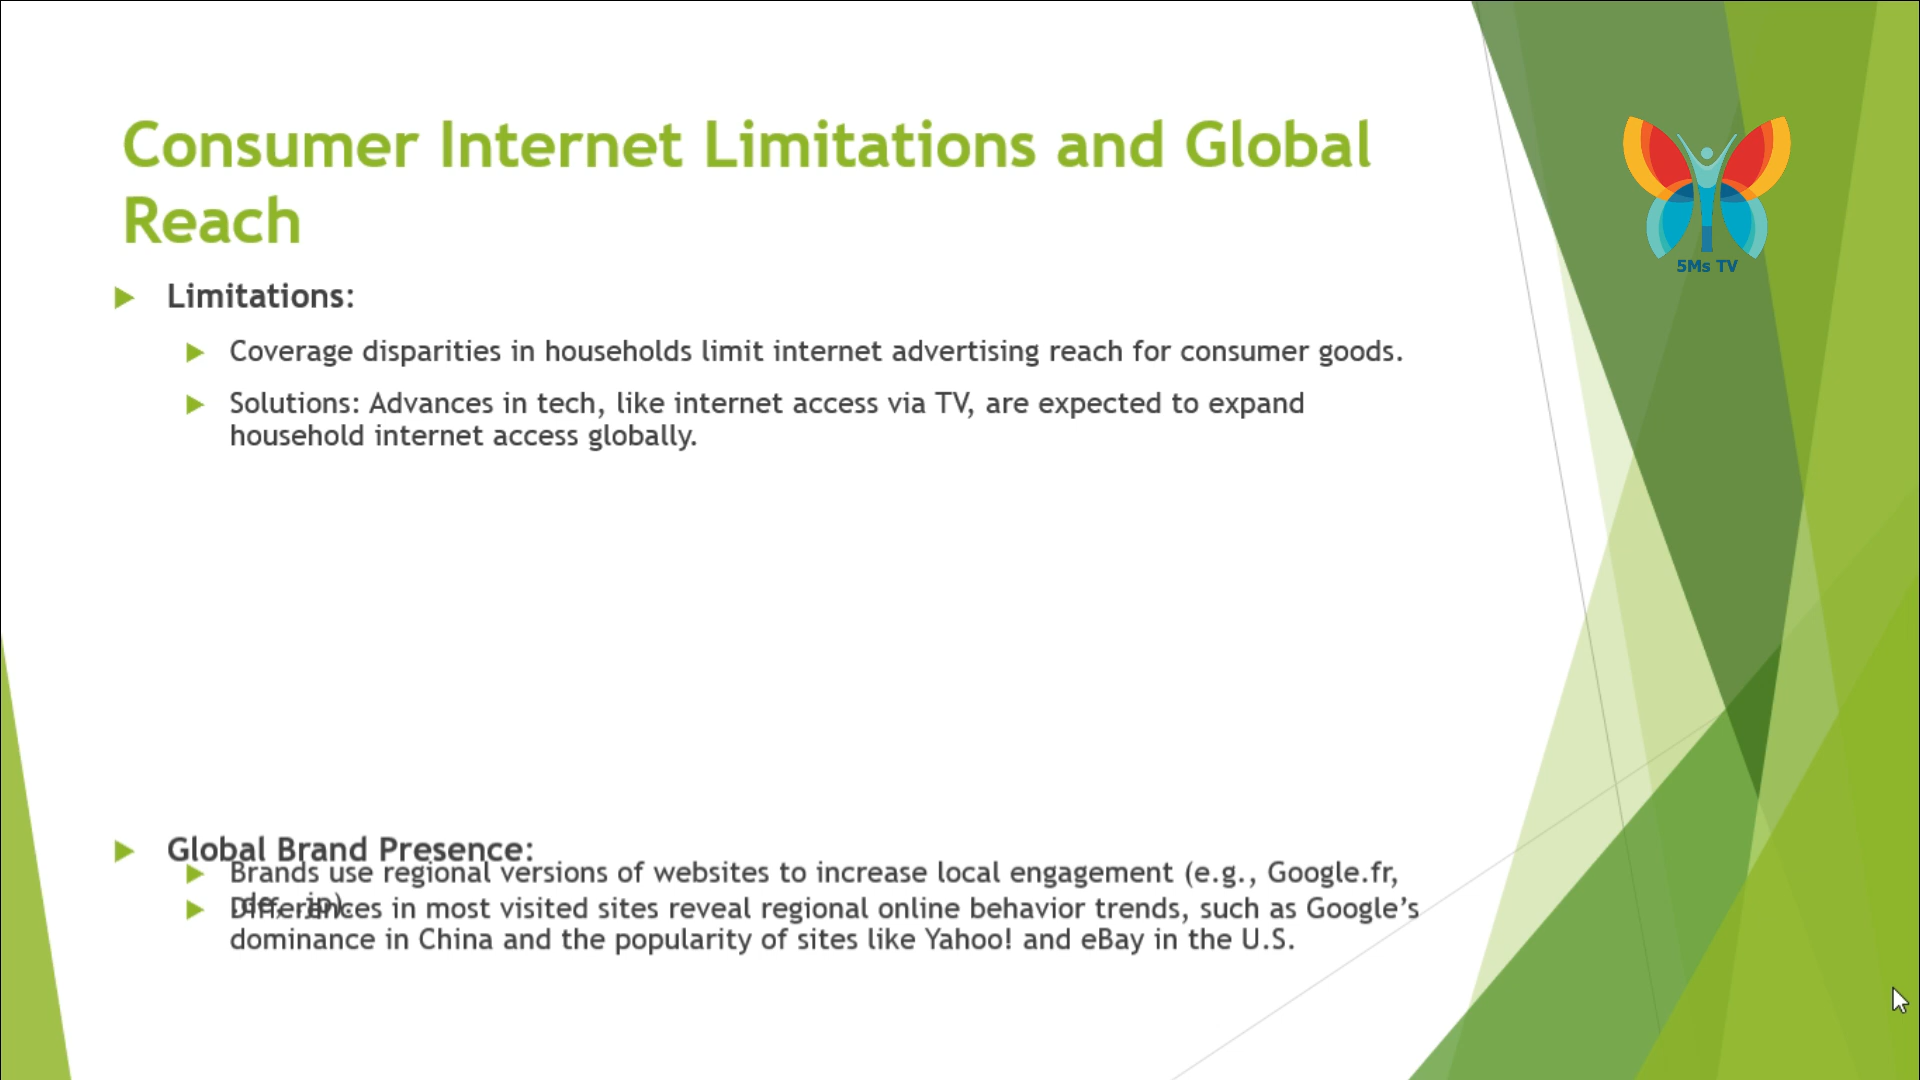 Consumer Internet Limitations and Global
Reach
5Ms TV
Limitations:
Coverage disparities in households limit internet advertising reach for consumer goods.
Solutions: Advances in tech, like internet access via TV, are expected to expand
household internet access globally.
Global Brand Presence:
Brands use regional versions of websites to increase local engagement (e.g., Google.fr,
.de, .jp).
Differences in most visited sites reveal regional online behavior trends, such as Google’s
dominance in China and the popularity of sites like Yahoo! and eBay in the U.S.